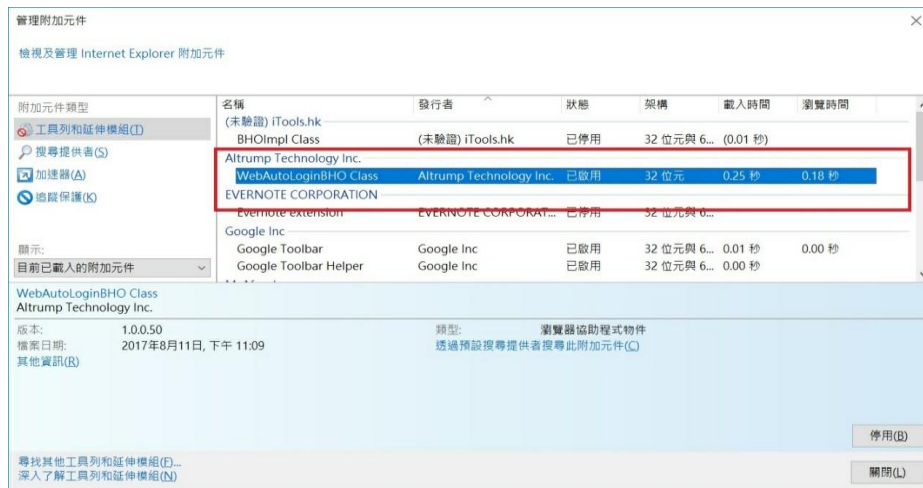 管理附加元件
檢視及管理 Internet Explorer 附加元件
附加元件類型
工具列和延伸模組(T)
搜尋提供者(S)
加速器(A)
追蹤保護(K)
顯示:
目前已載入的附加元件
名稱 發行者 狀態 架構 載入時間 瀏覽時間
(未驗證) iTools.hk
BHOImpl Class (未驗證) iTools.hk 已停用 32 位元與 6... (0.01 秒)
Altrump Technology Inc.
WebAutoLoginBHO Class Altrump Technology Inc. 已啟用 32 位元 0.25 秒 0.18 秒
EVERNOTE CORPORATION
Evernote extension EVERNOTE CORPORAT... 已停用 32 位元與 6...
Google Inc
Google Toolbar Google Inc 已啟用 32 位元與 6... 0.01 秒 0.00 秒
Google Toolbar Helper Google Inc 已啟用 32 位元與 6... 0.00 秒
WebAutoLoginBHO Class
Altrump Technology Inc.
版本: 1.0.0.50 類型: 瀏覽器協助程式物件
檔案日期: 2017年8月11日, 下午 11:09 透過預設搜尋提供者搜尋此附加元件(C)
其他資訊(R)
停用(B)
尋找其他工具列和延伸模組(F)...
深入了解工具列和延伸模組(N)
關閉(L)